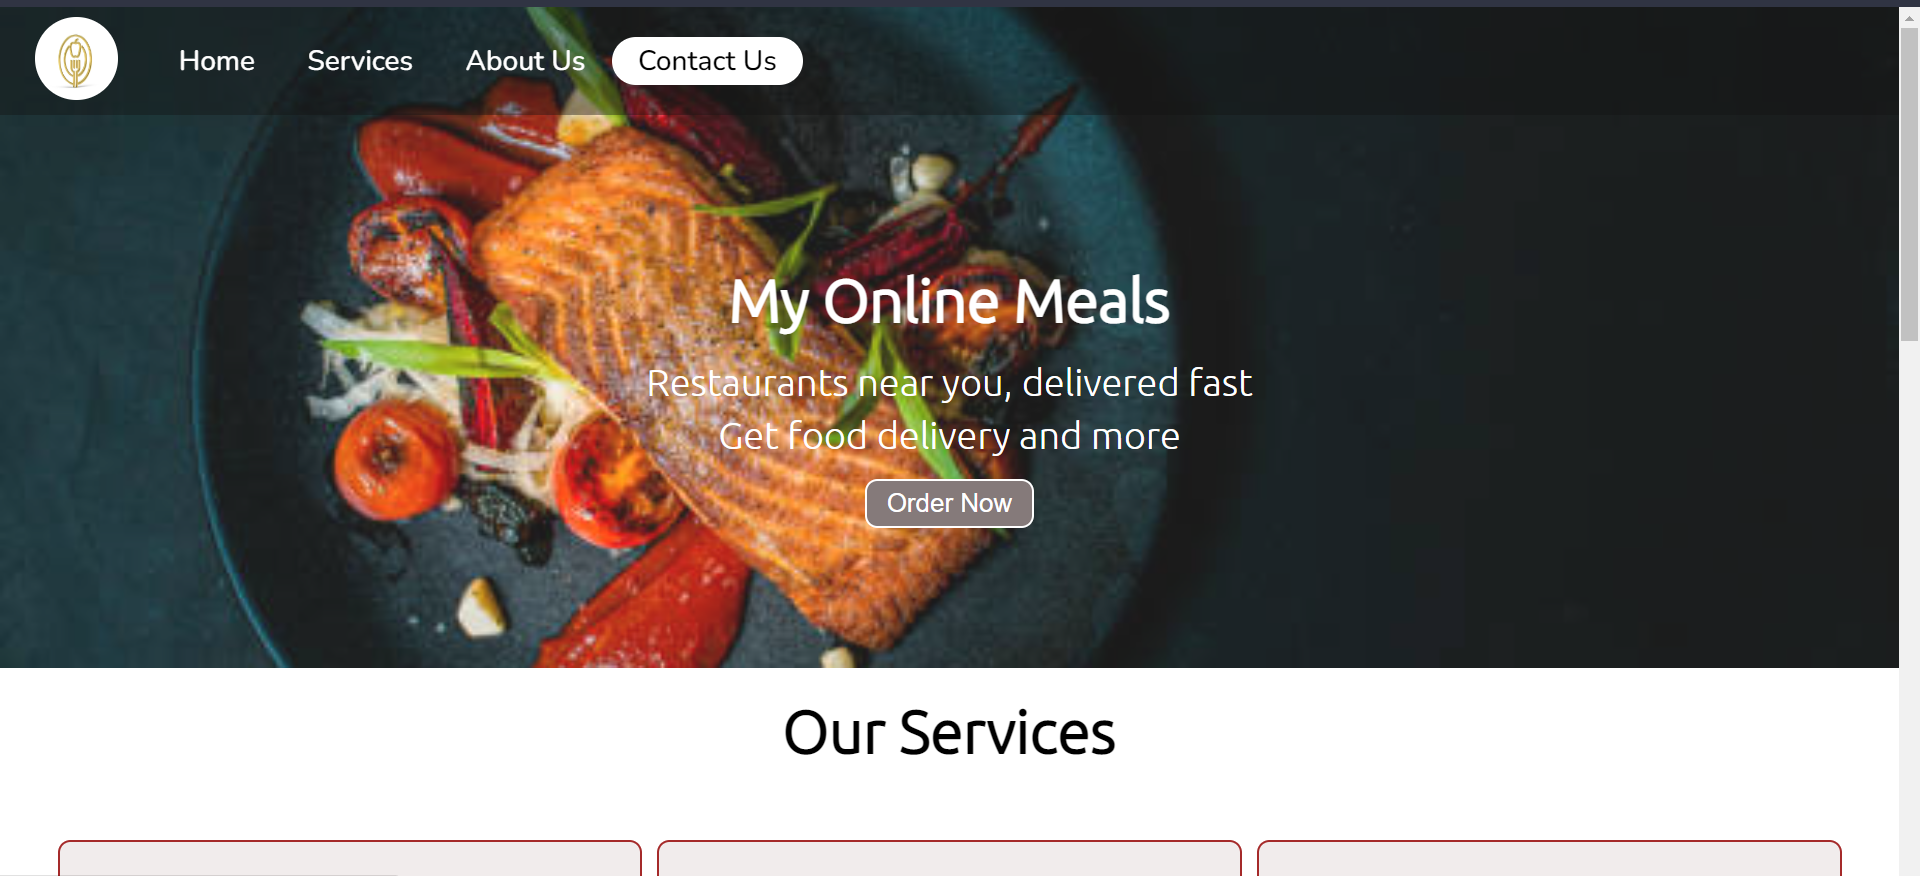 Home Services About Us Contact Us
My Online Meals
Restaurants near you, delivered fast
Get food delivery and more
Order Now
Our Services